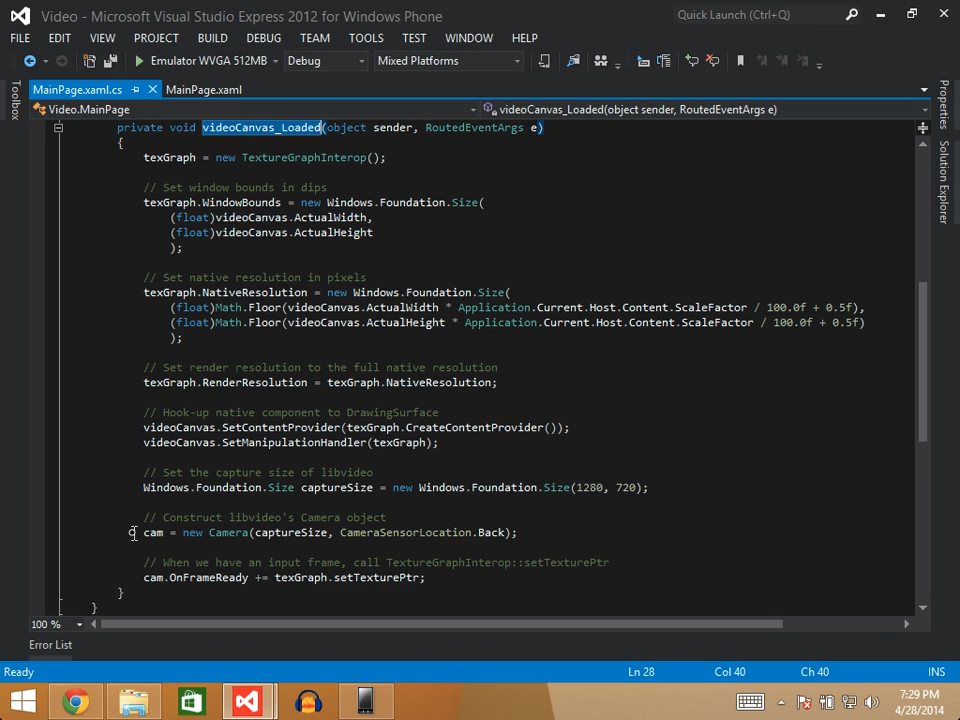 Video - Microsoft Visual Studio Express 2012 for Windows Phone
Quick Launch (Ctrl+Q)
FILE EDIT VIEW PROJECT BUILD DEBUG TEAM TOOLS TEST WINDOW HELP
Emulator WVGA 512MB Debug Mixed Platforms
MainPage.xaml.cs MainPage.xaml
Toolbox
Properties
Solution Explorer
Video.MainPage videoCanvas_Loaded(object sender, RoutedEventArgs e)
private void videoCanvas_Loaded(object sender, RoutedEventArgs e)
{
texGraph = new TextureGraphInterop();
// Set window bounds in dips
texGraph.WindowBounds = new Windows.Foundation.Size(
(float)videoCanvas.ActualWidth,
(float)videoCanvas.ActualHeight
);
// Set native resolution in pixels
texGraph.NativeResolution = new Windows.Foundation.Size(
(float)Math.Floor(videoCanvas.ActualWidth * Application.Current.Host.Content.ScaleFactor / 100.0f + 0.5f),
(float)Math.Floor(videoCanvas.ActualHeight * Application.Current.Host.Content.ScaleFactor / 100.0f + 0.5f)
);
// Set render resolution to the full native resolution
texGraph.RenderResolution = texGraph.NativeResolution;
// Hook-up native component to DrawingSurface
videoCanvas.SetContentProvider(texGraph.CreateContentProvider());
videoCanvas.SetManipulationHandler(texGraph);
// Set the capture size of libvideo
Windows.Foundation.Size captureSize = new Windows.Foundation.Size(1280, 720);
// Construct libvideo's Camera object
cam = new Camera(captureSize, CameraSensorLocation.Back);
// When we have an input frame, call TextureGraphInterop::setTexturePtr
cam.OnFrameReady += texGraph.setTexturePtr;
}
}
100 %
Error List
Ready Ln 28 Col 40 Ch 40 INS
7:29 PM
4/28/2014